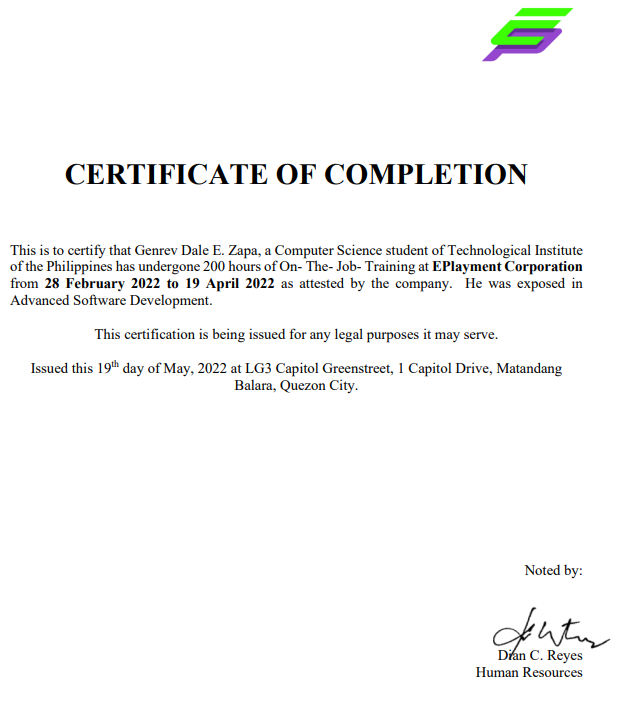 CERTIFICATE OF COMPLETION
This is to certify that Genrev Dale E. Zapa, a Computer Science student of Technological Institute
of the Philippines has undergone 200 hours of On- The- Job- Training at EPlayment Corporation
from 28 February 2022 to 19 April 2022 as attested by the company. He was exposed in
Advanced Software Development.
This certification is being issued for any legal purposes it may serve.
Issued this 19th day of May, 2022 at LG3 Capitol Greenstreet, 1 Capitol Drive, Matandang
Balara, Quezon City.
Noted by:
Dian C. Reyes
Human Resources